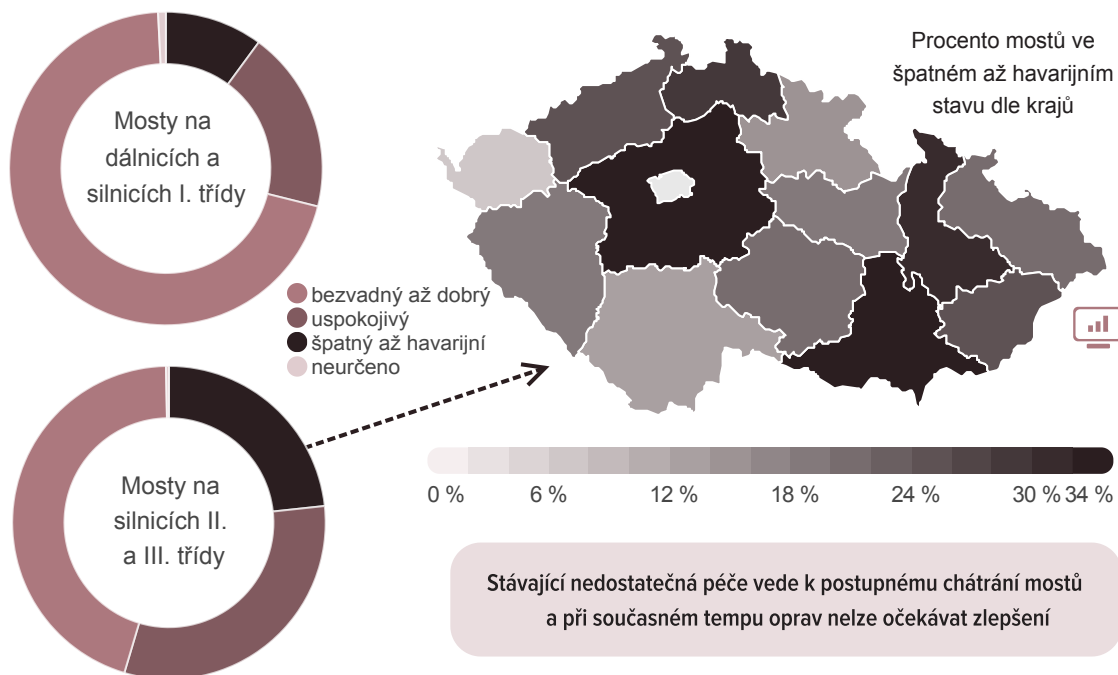 Mosty na
dálnicích a
silnicích I. třídy
Procento mostů ve
špatném až havarijním
stavu dle krajů
bezvadný až dobrý
uspokojivý
špatný až havarijní
neurčeno
Mosty na
silnicích II.
a III. třídy
0 % 6 % 12 % 18 % 24 % 30 % 34 %
Stávající nedostatečná péče vede k postupnému chátrání mostů
a při současném tempu oprav nelze očekávat zlepšení